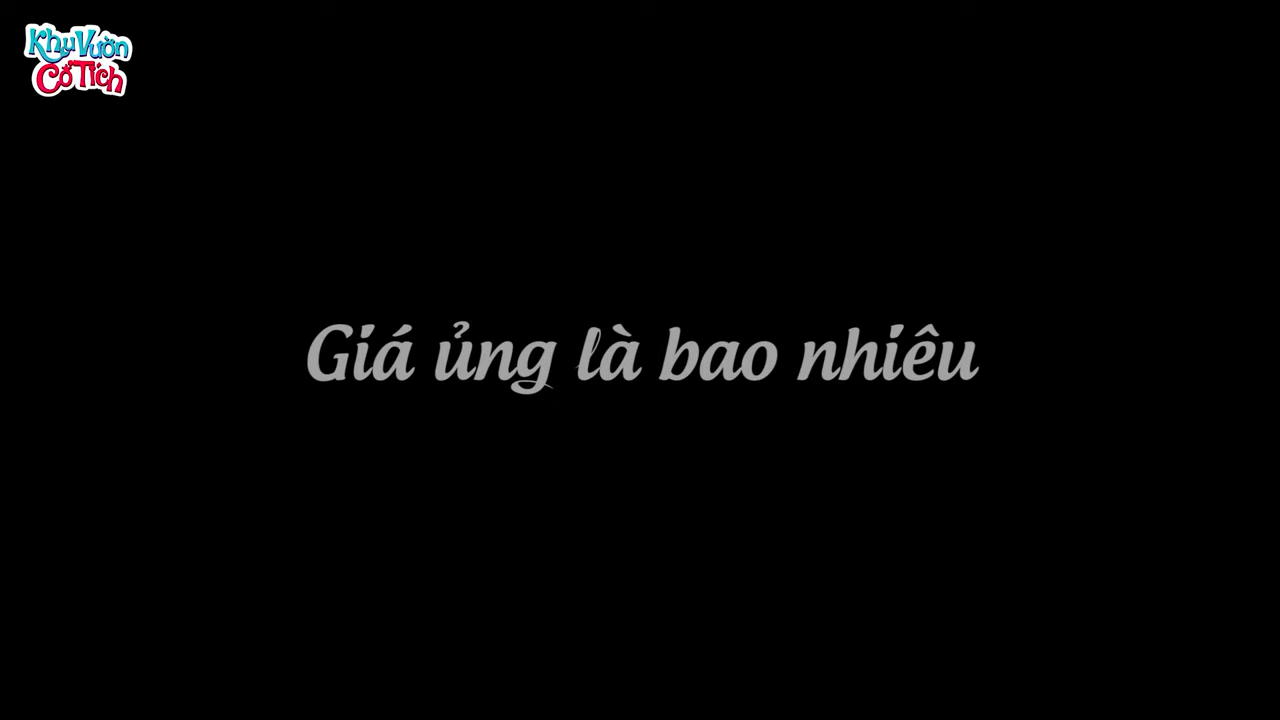 Khu Vườn
Cổ Tích
Giá ủng là bao nhiêu